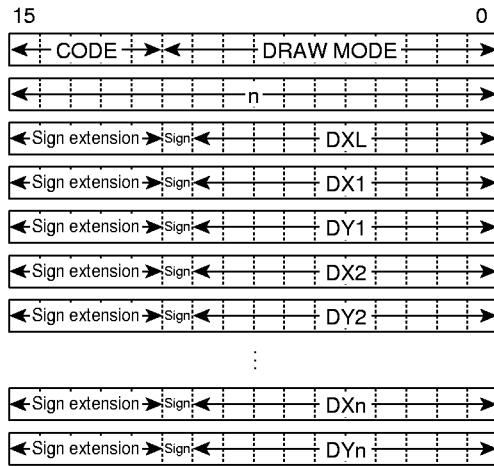 15 0
CODE DRAW MODE
n
Sign extension Sign DXL
Sign extension Sign DX1
Sign extension Sign DY1
Sign extension Sign DX2
Sign extension Sign DY2
⋮
Sign extension Sign DXn
Sign extension Sign DYn